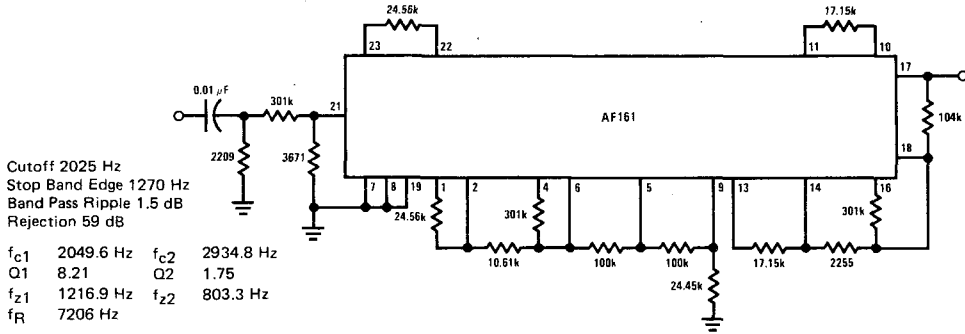 24.56k
17.15k
23
22
11
10
17
0.01 µF
301k
21
AF161
104k
2209
3671
18
Cutoff 2025 Hz
Stop Band Edge 1270 Hz
Band Pass Ripple 1.5 dB
Rejection 59 dB
7
8
19
1
2
4
6
5
9
13
14
16
24.56k
301k
301k
10.61k
100k
100k
17.15k
2255
24.45k
fc1 2049.6 Hz fc2 2934.8 Hz
Q1 8.21 Q2 1.75
fz1 1216.9 Hz fz2 803.3 Hz
fR 7206 Hz